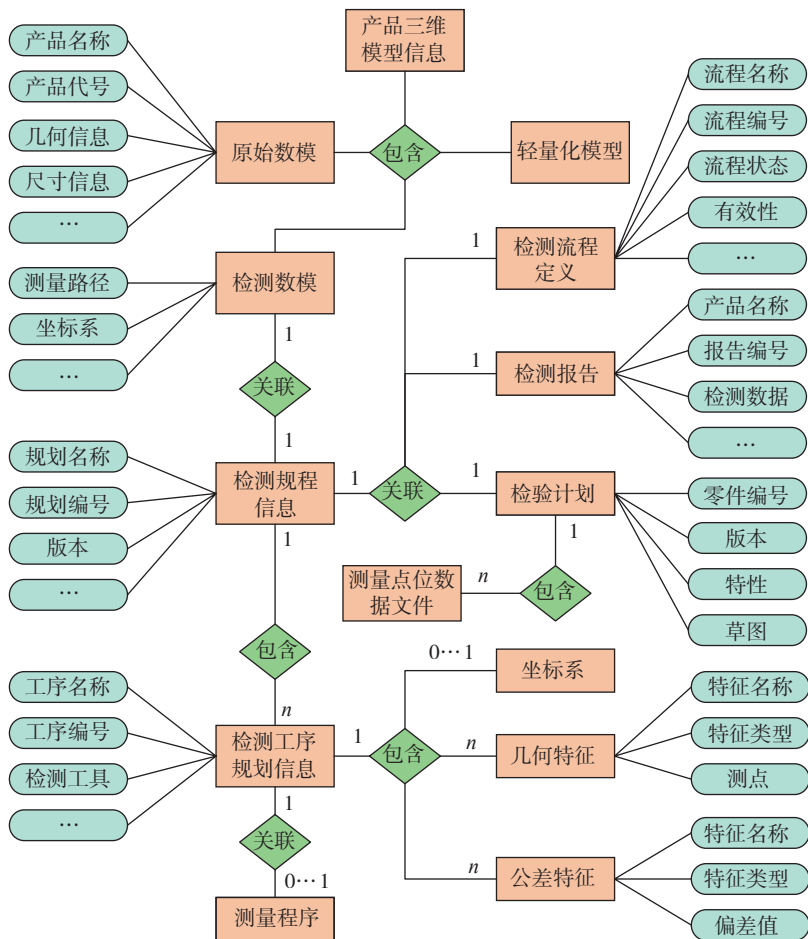 产品三维
模型信息
产品名称
产品代号
几何信息
尺寸信息
…
原始数模
包含
轻量化模型
流程名称
流程编号
流程状态
有效性
…
检测流程
定义
1
测量路径
坐标系
…
检测数模
1
关联
1
产品名称
报告编号
检测数据
…
检测报告
1
规划名称
规划编号
版本
…
检测规程
信息
1
关联
1
检验计划
1
零件编号
版本
特性
草图
1
包含
n
测量点位数
据文件
包含
n
工序名称
工序编号
检测工具
…
检测工序
规划信息
1
包含
0…1
坐标系
n
几何特征
特征名称
特征类型
测点
n
公差特征
特征名称
特征类型
偏差值
1
关联
0…1
测量程序